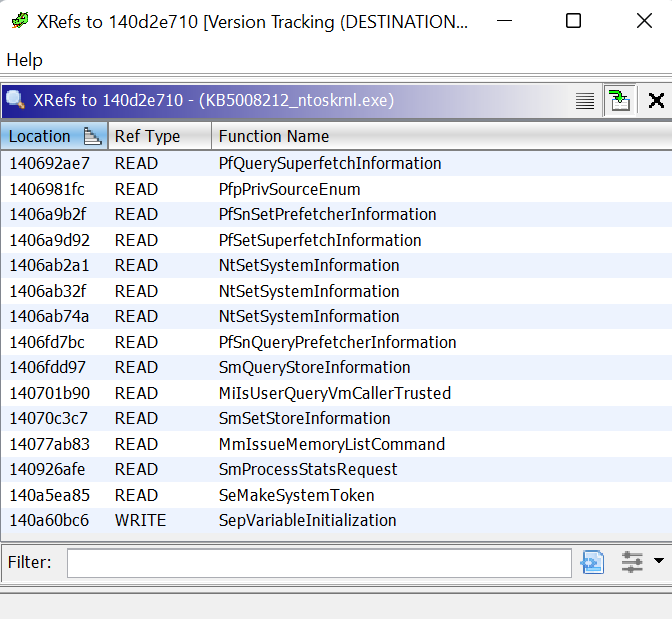 XRefs to 140d2e710 [Version Tracking (DESTINATION...
Help
XRefs to 140d2e710 - (KB5008212_ntoskrnl.exe)
Location Ref Type Function Name
140692ae7 READ PfQuerySuperfetchInformation
1406981fc READ PfpPrivSourceEnum
1406a9b2f READ PfSnSetPrefetcherInformation
1406a9d92 READ PfSetSuperfetchInformation
1406ab2a1 READ NtSetSystemInformation
1406ab32f READ NtSetSystemInformation
1406ab74a READ NtSetSystemInformation
1406fd7bc READ PfSnQueryPrefetcherInformation
1406fdd97 READ SmQueryStoreInformation
140701b90 READ MiIsUserQueryVmCallerTrusted
14070c3c7 READ SmSetStoreInformation
14077ab83 READ MmIssueMemoryListCommand
140926afe READ SmProcessStatsRequest
140a5ea85 READ SeMakeSystemToken
140a60bc6 WRITE SepVariableInitialization
Filter: